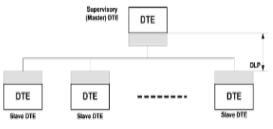 Supervisory
(Master) DTE
DTE
DLP
DTE
DTE
DTE
Slave DTE
Slave DTE
Slave DTE